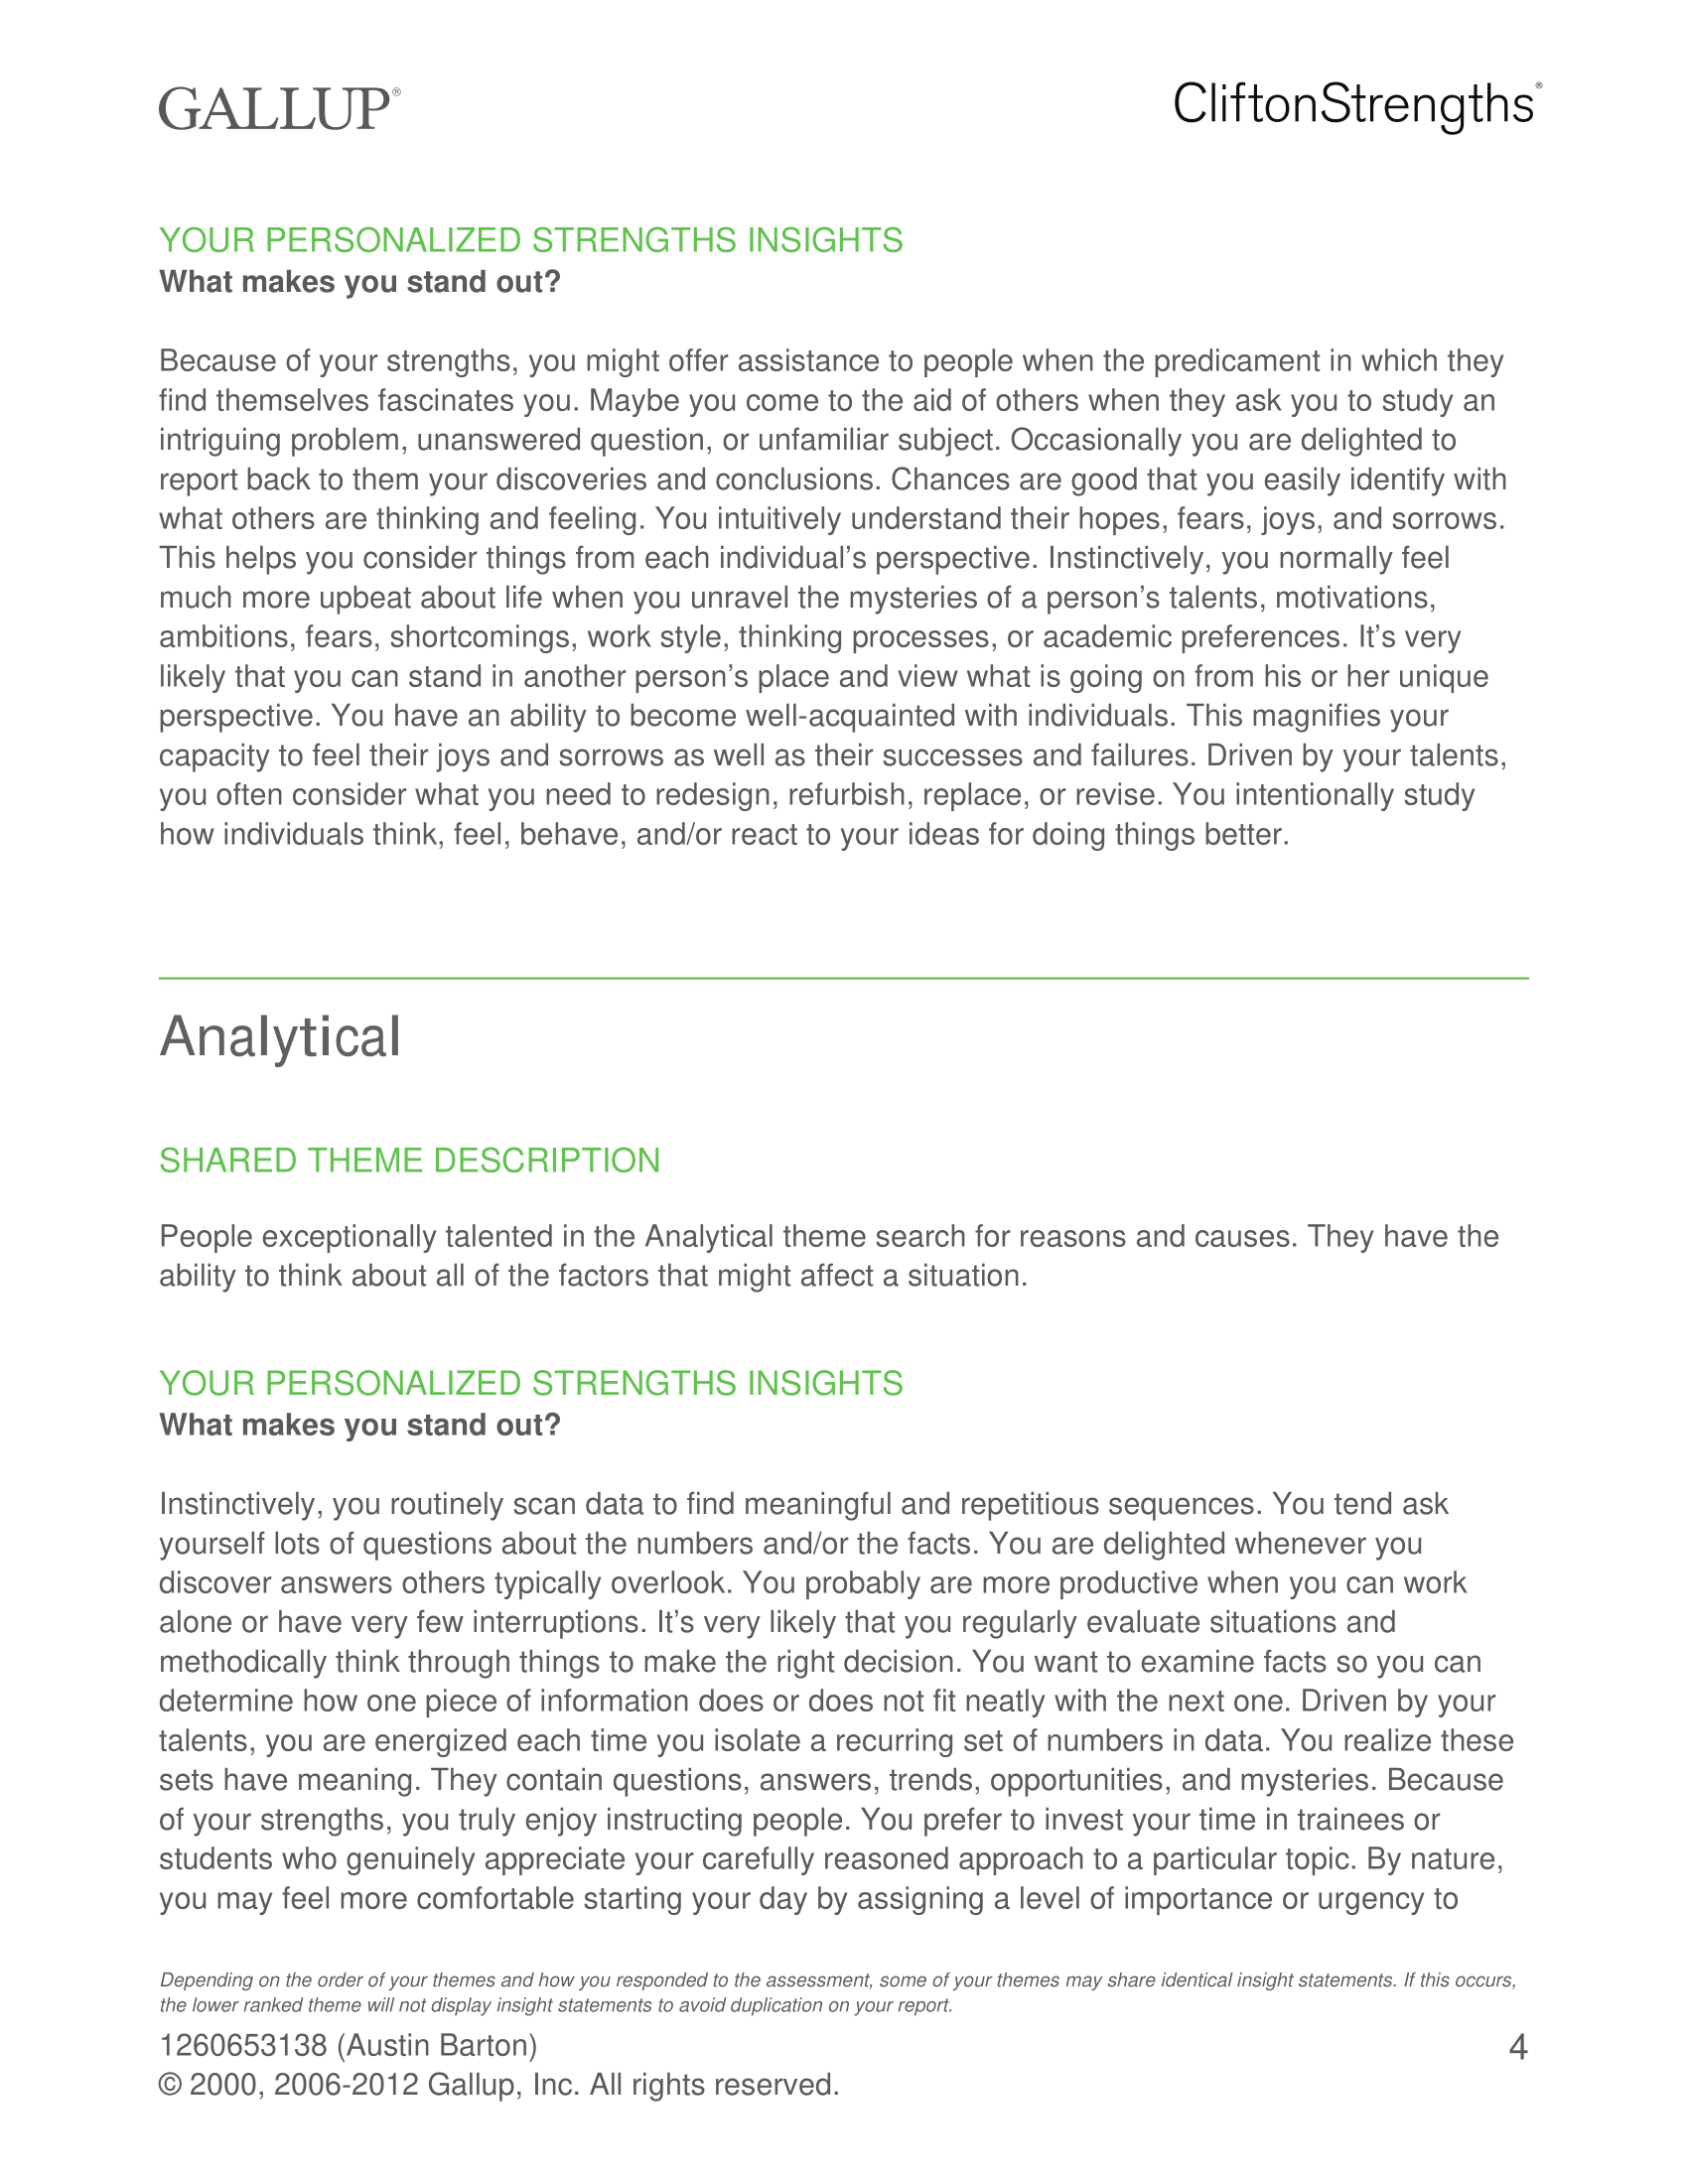 GALLUP®
CliftonStrengths®
YOUR PERSONALIZED STRENGTHS INSIGHTS
What makes you stand out?
Because of your strengths, you might offer assistance to people when the predicament in which they
find themselves fascinates you. Maybe you come to the aid of others when they ask you to study an
intriguing problem, unanswered question, or unfamiliar subject. Occasionally you are delighted to
report back to them your discoveries and conclusions. Chances are good that you easily identify with
what others are thinking and feeling. You intuitively understand their hopes, fears, joys, and sorrows.
This helps you consider things from each individual’s perspective. Instinctively, you normally feel
much more upbeat about life when you unravel the mysteries of a person’s talents, motivations,
ambitions, fears, shortcomings, work style, thinking processes, or academic preferences. It’s very
likely that you can stand in another person’s place and view what is going on from his or her unique
perspective. You have an ability to become well-acquainted with individuals. This magnifies your
capacity to feel their joys and sorrows as well as their successes and failures. Driven by your talents,
you often consider what you need to redesign, refurbish, replace, or revise. You intentionally study
how individuals think, feel, behave, and/or react to your ideas for doing things better.
Analytical
SHARED THEME DESCRIPTION
People exceptionally talented in the Analytical theme search for reasons and causes. They have the
ability to think about all of the factors that might affect a situation.
YOUR PERSONALIZED STRENGTHS INSIGHTS
What makes you stand out?
Instinctively, you routinely scan data to find meaningful and repetitious sequences. You tend ask
yourself lots of questions about the numbers and/or the facts. You are delighted whenever you
discover answers others typically overlook. You probably are more productive when you can work
alone or have very few interruptions. It’s very likely that you regularly evaluate situations and
methodically think through things to make the right decision. You want to examine facts so you can
determine how one piece of information does or does not fit neatly with the next one. Driven by your
talents, you are energized each time you isolate a recurring set of numbers in data. You realize these
sets have meaning. They contain questions, answers, trends, opportunities, and mysteries. Because
of your strengths, you truly enjoy instructing people. You prefer to invest your time in trainees or
students who genuinely appreciate your carefully reasoned approach to a particular topic. By nature,
you may feel more comfortable starting your day by assigning a level of importance or urgency to
Depending on the order of your themes and how you responded to the assessment, some of your themes may share identical insight statements. If this occurs,
the lower ranked theme will not display insight statements to avoid duplication on your report.
1260653138 (Austin Barton)
4
© 2000, 2006-2012 Gallup, Inc. All rights reserved.